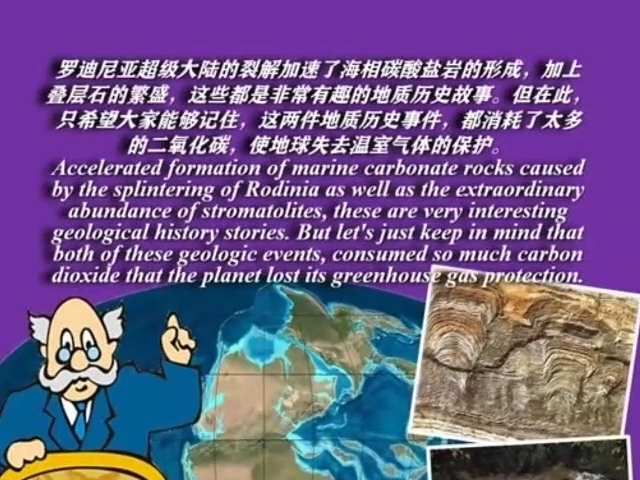 罗迪尼亚超级大陆的裂解加速了海相碳酸盐岩的形成，加上
叠层石的繁盛，这些都是非常有趣的地质历史故事。但在此，
只希望大家能够记住，这两件地质历史事件，都消耗了太多
的二氧化碳，使地球失去温室气体的保护。
Accelerated formation of marine carbonate rocks caused
by the splintering of Rodinia as well as the extraordinary
abundance of stromatolites, these are very interesting
geological history stories. But let's just keep in mind that
both of these geologic events, consumed so much carbon
dioxide that the planet lost its greenhouse gas protection.